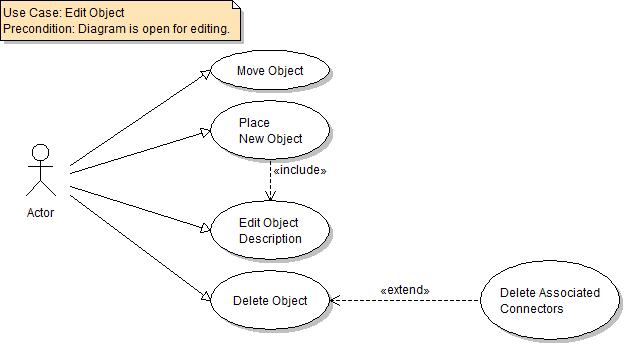 Use Case: Edit Object
Precondition: Diagram is open for editing.
Move Object
Place
New Object
«include»
Actor
Edit Object
Description
Delete Object
«extend»
Delete Associated
Connectors